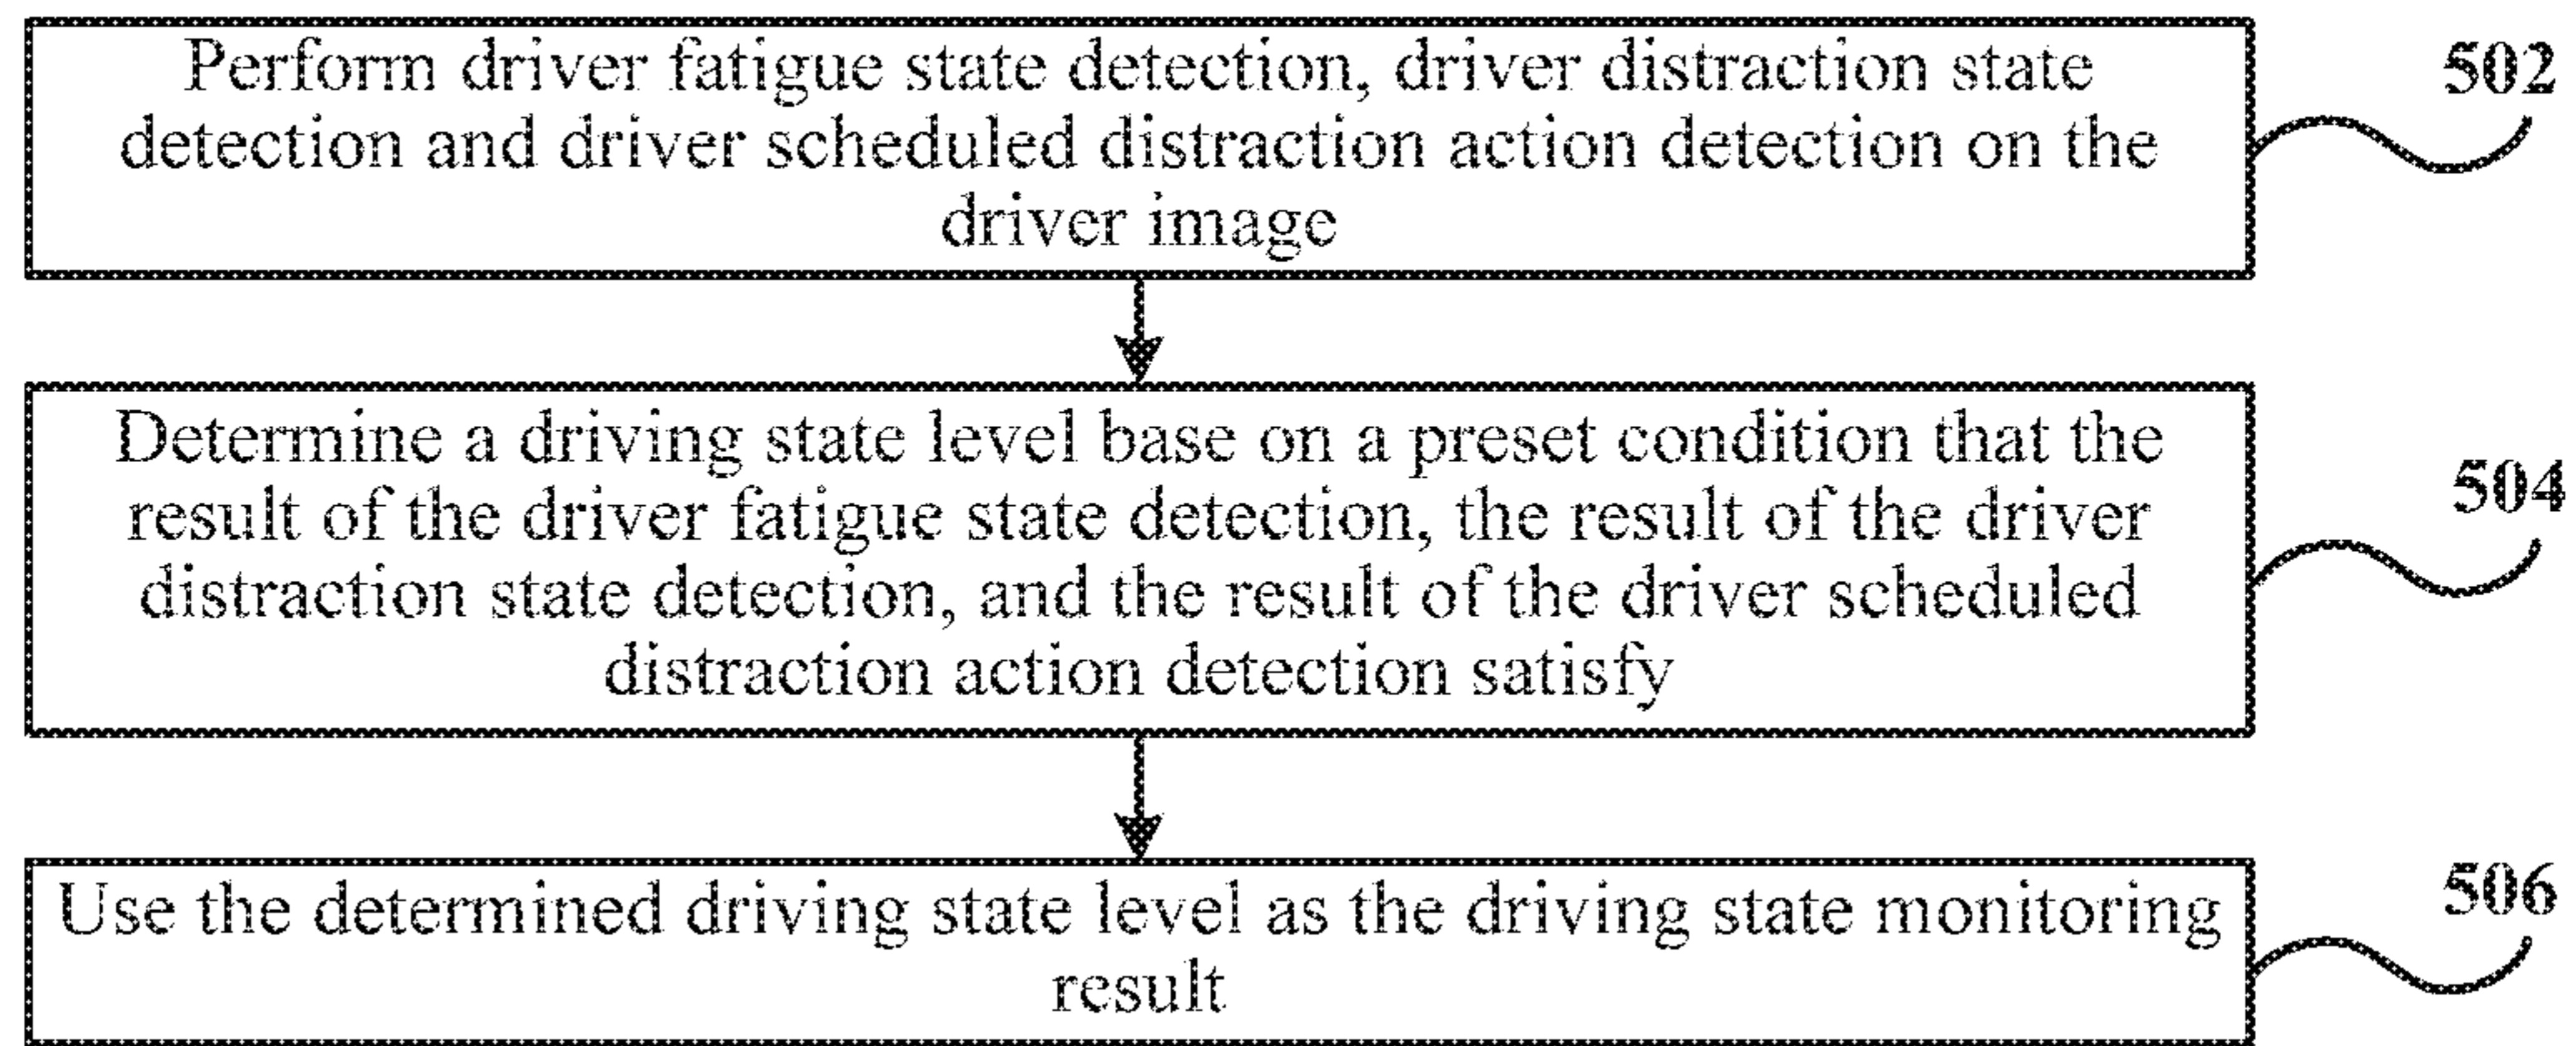 Perform driver fatigue state detection, driver distraction state
detection and driver scheduled distraction action detection on the
driver image
502
Determine a driving state level base on a preset condition that the
result of the driver fatigue state detection, the result of the driver
distraction state detection, and the result of the driver scheduled
distraction action detection satisfy
504
Use the determined driving state level as the driving state monitoring
result
506